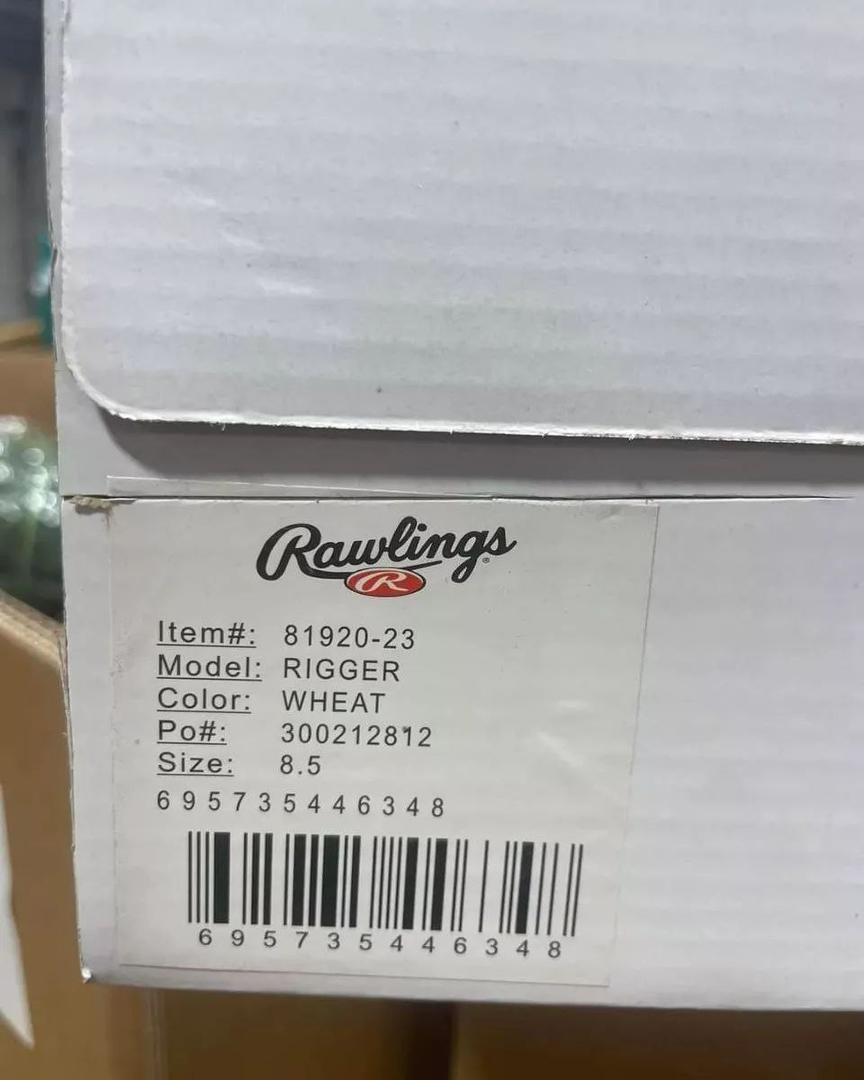 Rawlings
R
Item#: 81920-23
Model: RIGGER
Color: WHEAT
Po#: 300212812
Size: 8.5
695735446348
695735446348